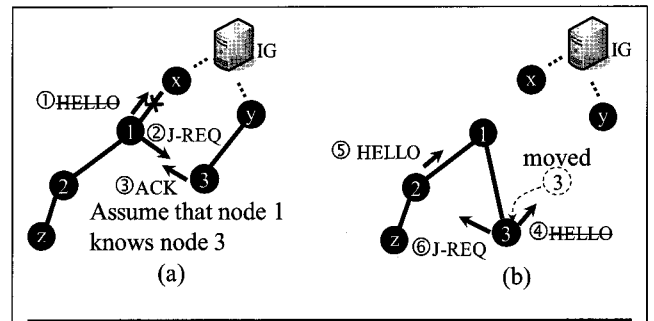 IG
x
①HELLO
y
1
②J-REQ
③ACK
3
2
Assume that node 1
knows node 3
z
(a)
IG
x
y
1
⑤ HELLO
moved
3
2
④HELLO
3
z
⑥J-REQ
(b)